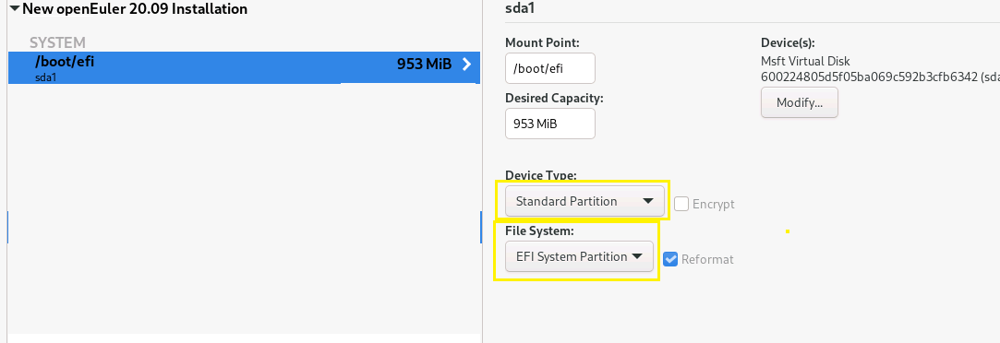 New openEuler 20.09 Installation
SYSTEM
/boot/efi
953 MiB
sda1
sda1
Mount Point:
/boot/efi
Desired Capacity:
953 MiB
Device(s):
Msft Virtual Disk
600224805d5f05ba069c592b3cfb6342 (sda
Modify...
Device Type:
Standard Partition
Encrypt
File System:
EFI System Partition
Reformat